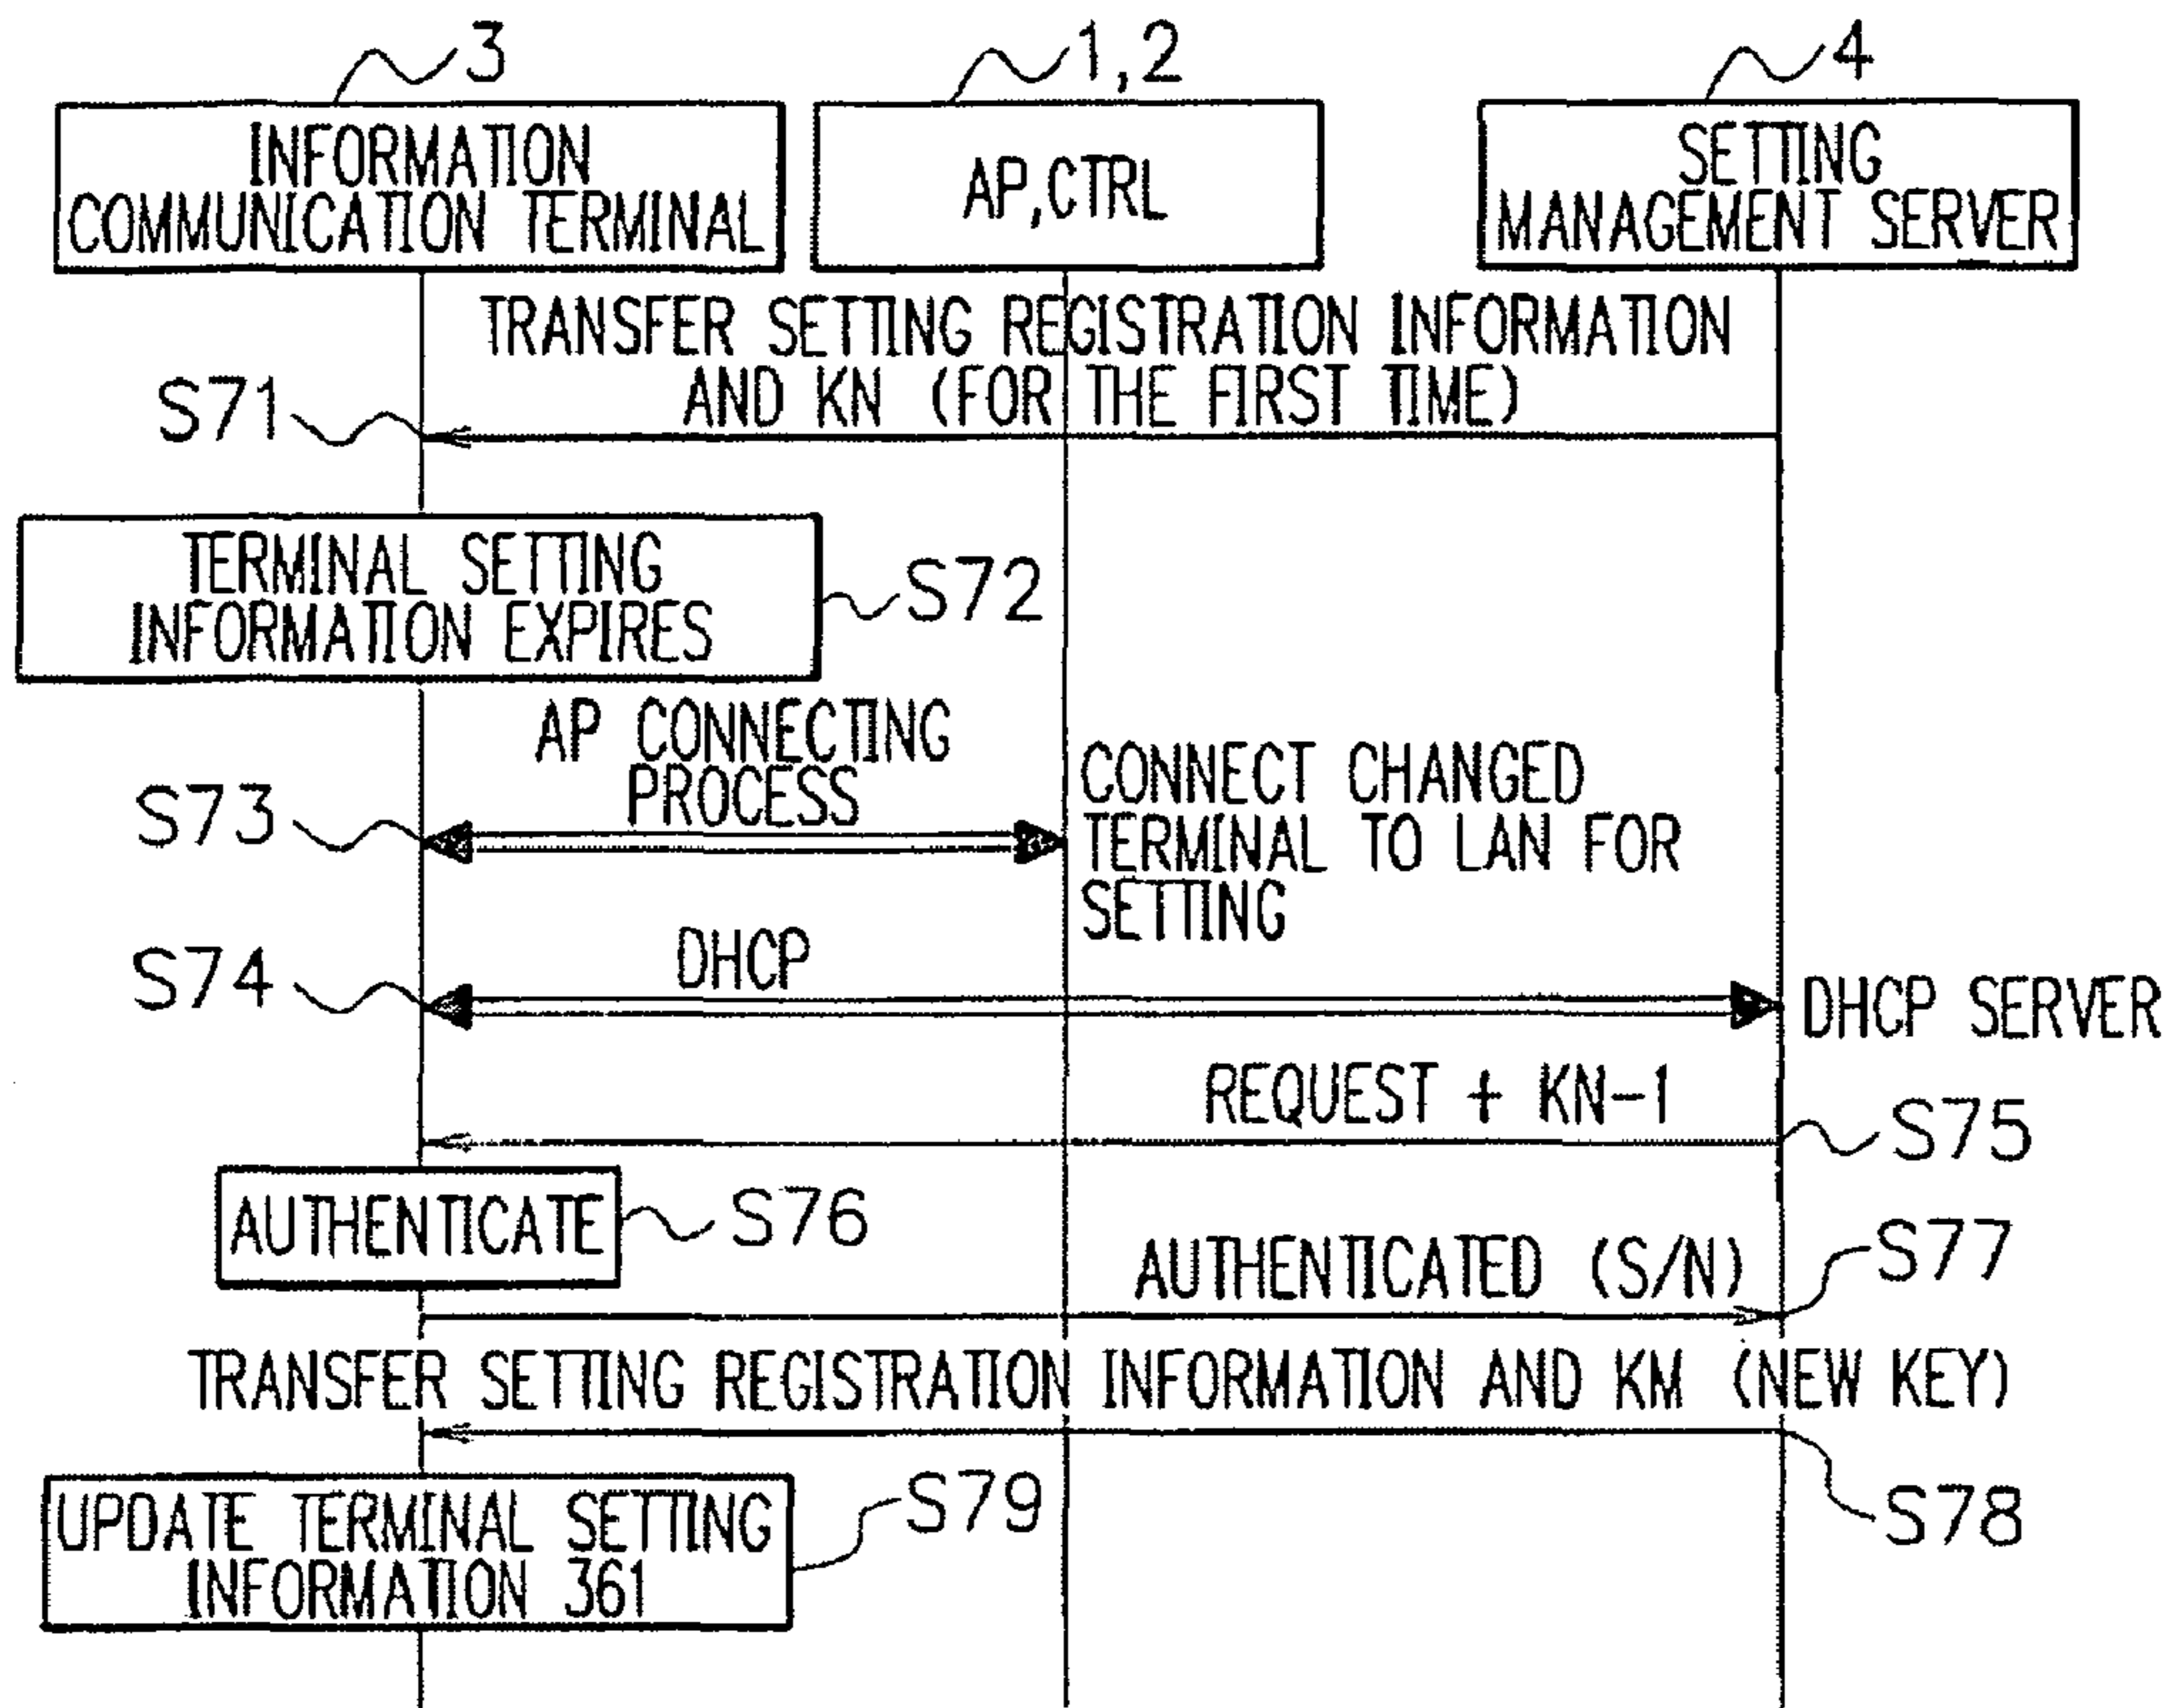 3
1,2
4
INFORMATION
COMMUNICATION TERMINAL
AP,CTRL
SETTING
MANAGEMENT SERVER
TRANSFER SETTING REGISTRATION INFORMATION
AND KN (FOR THE FIRST TIME)
S71
TERMINAL SETTING
INFORMATION EXPIRES
S72
AP CONNECTING
PROCESS
S73
CONNECT CHANGED
TERMINAL TO LAN FOR
SETTING
DHCP
S74
DHCP SERVER
REQUEST + KN-1
S75
AUTHENTICATE
S76
AUTHENTICATED (S/N)
S77
TRANSFER SETTING REGISTRATION INFORMATION AND KM (NEW KEY)
S78
UPDATE TERMINAL SETTING
INFORMATION 361
S79